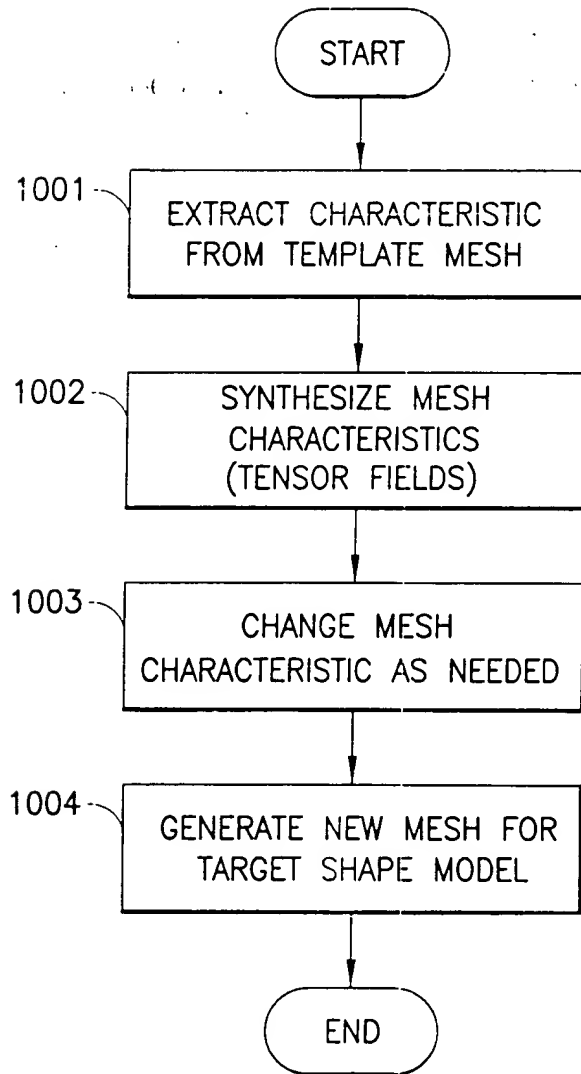 START
1001
EXTRACT CHARACTERISTIC
FROM TEMPLATE MESH
1002
SYNTHESIZE MESH
CHARACTERISTICS
(TENSOR FIELDS)
1003
CHANGE MESH
CHARACTERISTIC AS NEEDED
1004
GENERATE NEW MESH FOR
TARGET SHAPE MODEL
END